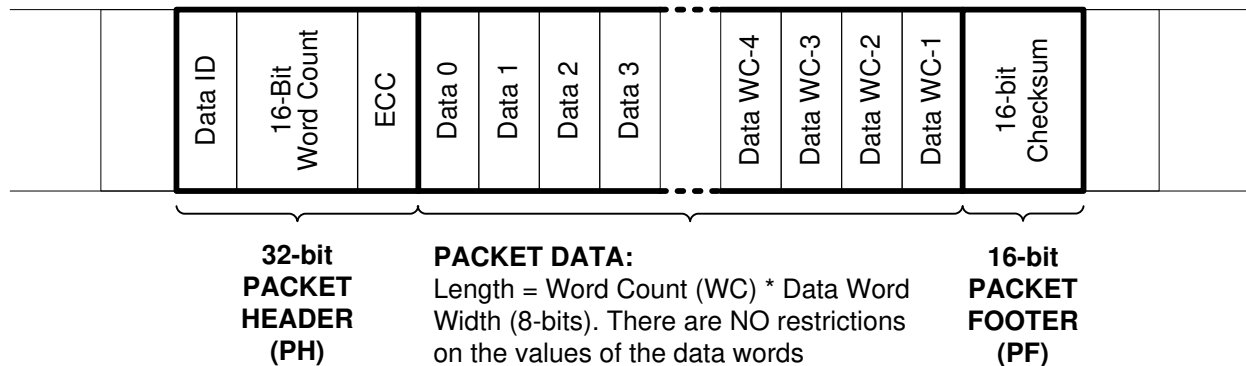 Data ID
16-Bit
Word Count
ECC
Data 0
Data 1
Data 2
Data 3
Data WC-4
Data WC-3
Data WC-2
Data WC-1
16-bit
Checksum
32-bit
PACKET
HEADER
(PH)
PACKET DATA:
Length = Word Count (WC) * Data Word
Width (8-bits). There are NO restrictions
on the values of the data words
16-bit
PACKET
FOOTER
(PF)